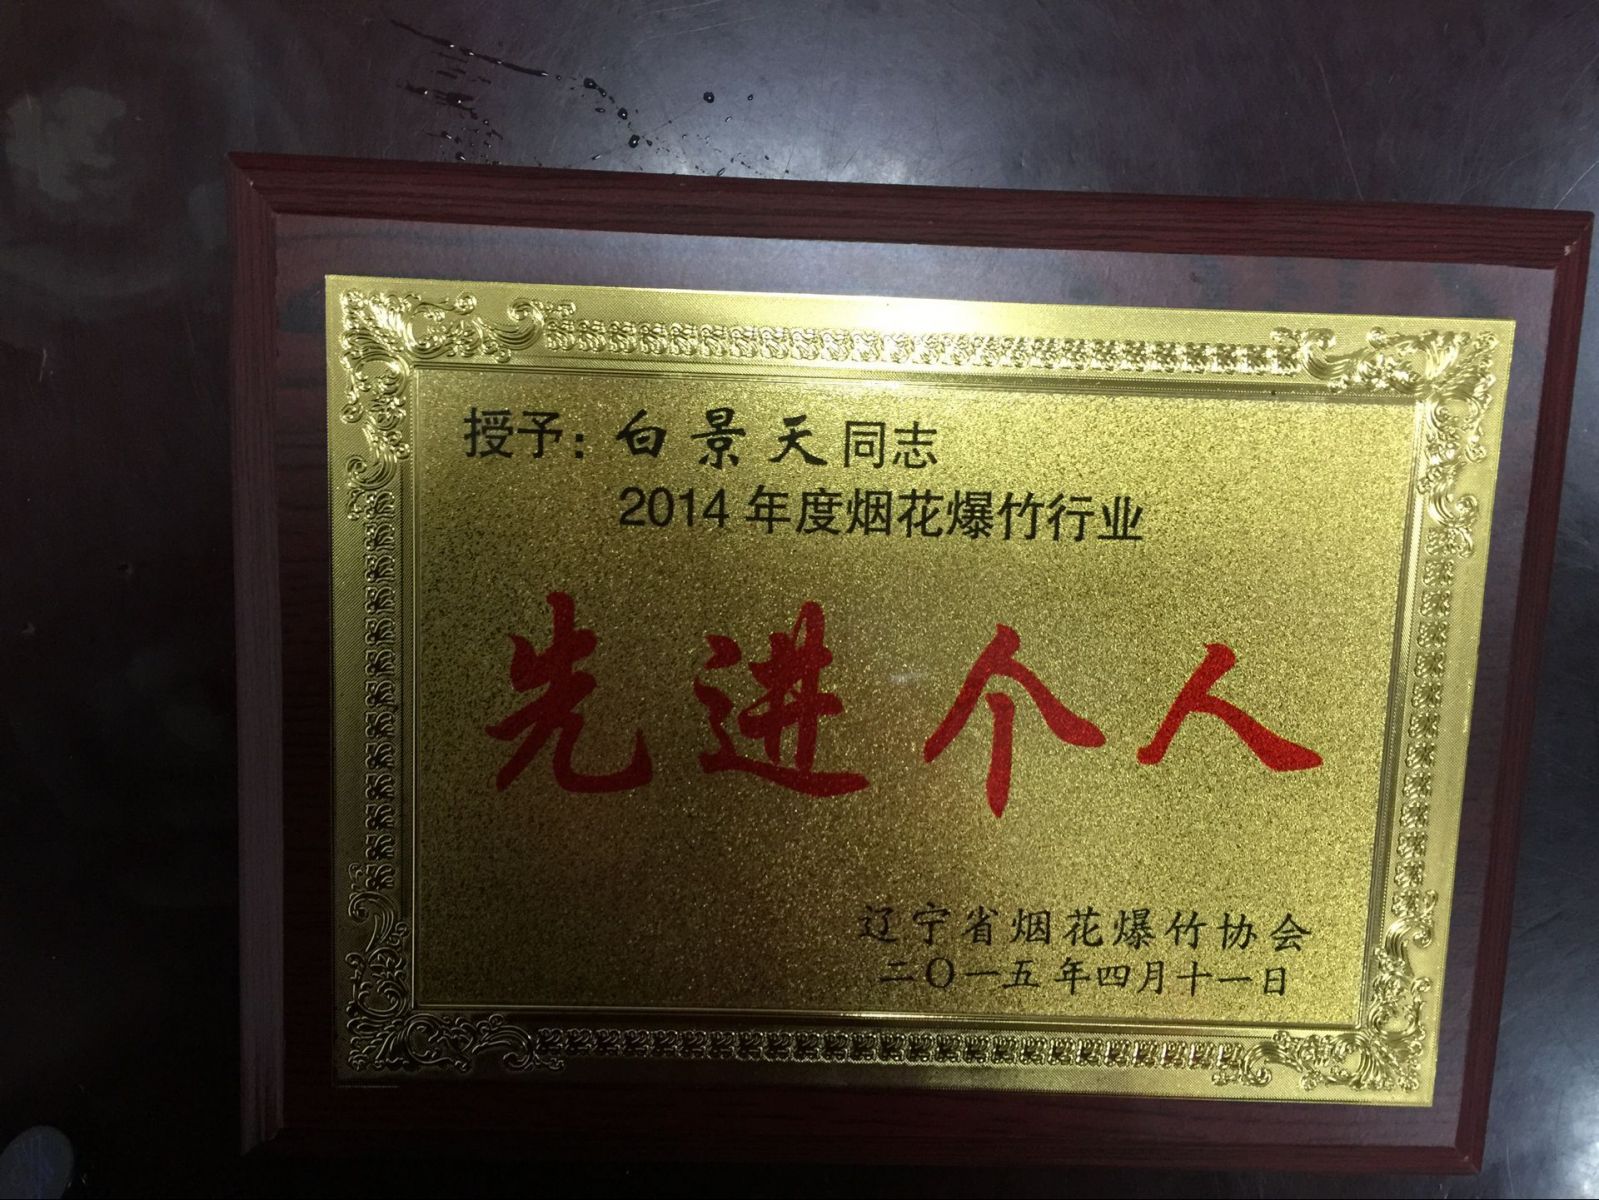 授予：白景天同志
2014年度烟花爆竹行业
先进个人
辽宁省烟花爆竹协会
二〇一五年四月十一日